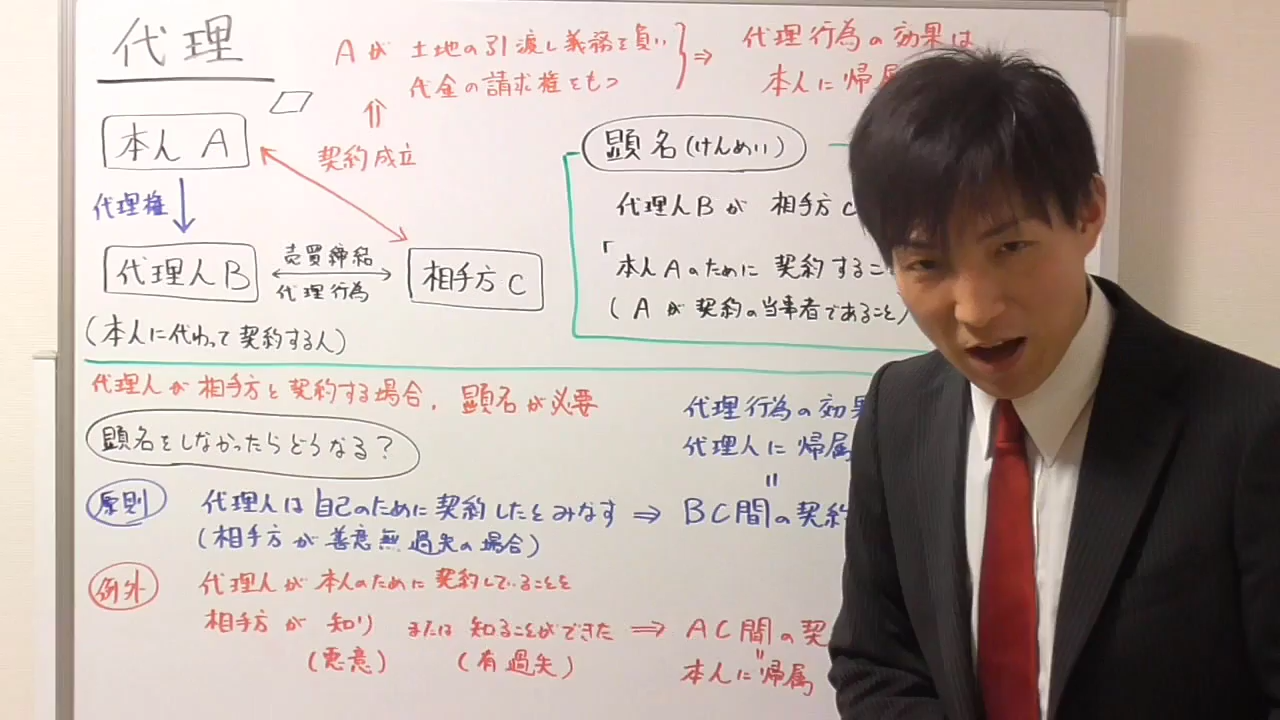 代理
Aが 土地の引渡し義務を負い
代金の請求権をもつ
⇒ 代理行為の効果は
本人に帰
契約成立
本人 A
代理権
代理人 B
売買締結
代理行為
相手方 C
(本人に代わって契約する人)
顕名(けんめい)
代理人Bが 相手方C
「本人Aのために 契約するこ
(Aが契約の当事者であること)
代理人が相手方と契約する場合、顕名が必要
顕名をしなかったらどうなる?
原則 代理人は自己のために契約したとみなす ⇒ BC間の契約
(相手方が善意無過失の場合)
代理行為の効果
代理人に帰属
〃
例外 代理人が本人のために契約していることを
相手方が 知り または 知ることができた ⇒ AC間の契
(悪意) (有過失)
〃
本人に帰属